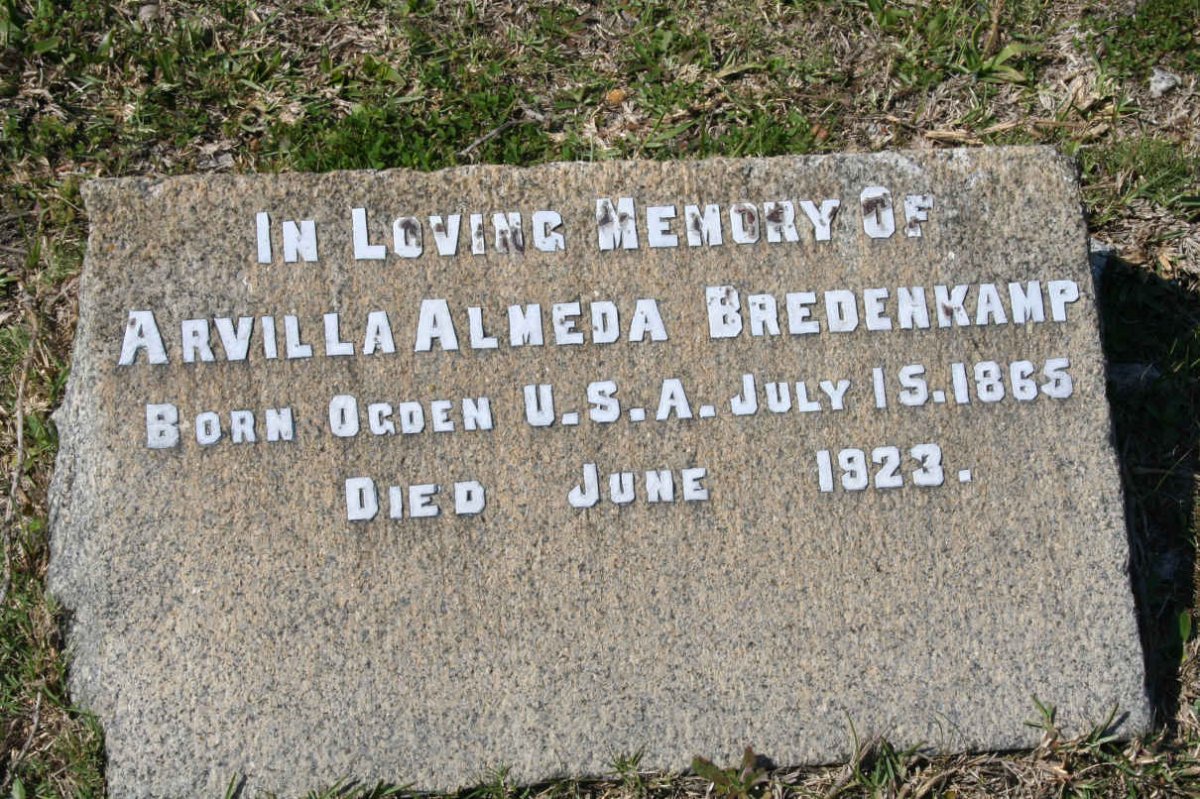 In Loving Memory Of
Arvilla Almeda Bredenkamp
Born Ogden U.S.A. July 15.1865
Died June 1923.